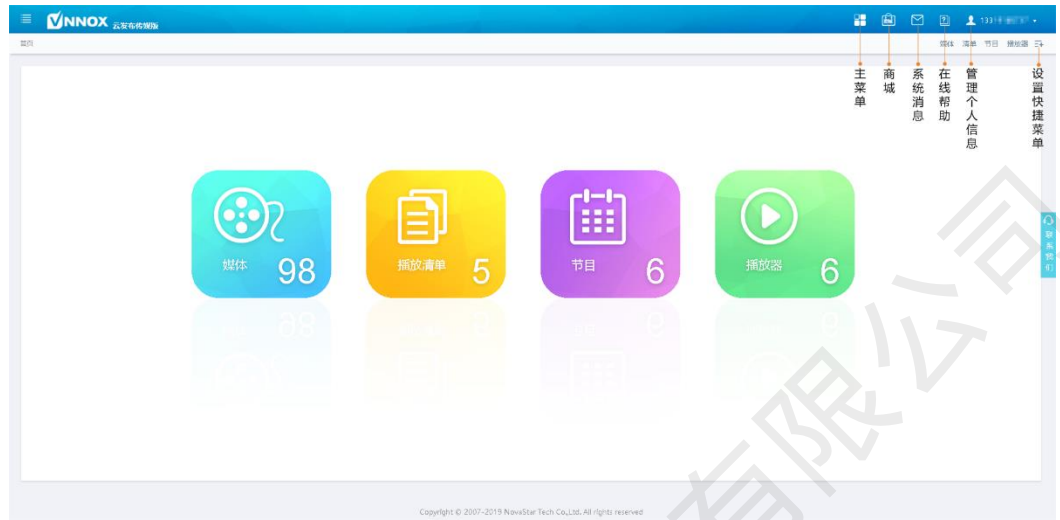 VNNOX 云发布传媒版
首页
媒体 清单 节目 播放器
主菜单
商城
系统消息
在线帮助
管理个人信息
设置快捷菜单
媒体 98
播放清单 5
节目 6
播放器 6
联系我们
Copyright © 2007-2019 NovaStar Tech Co.,Ltd. All rights reserved
有限公司